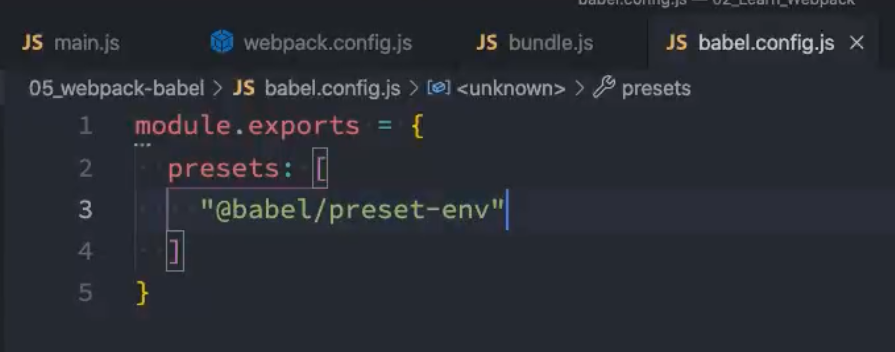 babel.config.js — 02_Learn_Webpack
JS main.js webpack.config.js JS bundle.js JS babel.config.js ×
05_webpack-babel > JS babel.config.js > <unknown> > presets
1 module.exports = {
2 presets: [
3 "@babel/preset-env"
4 ]
5 }